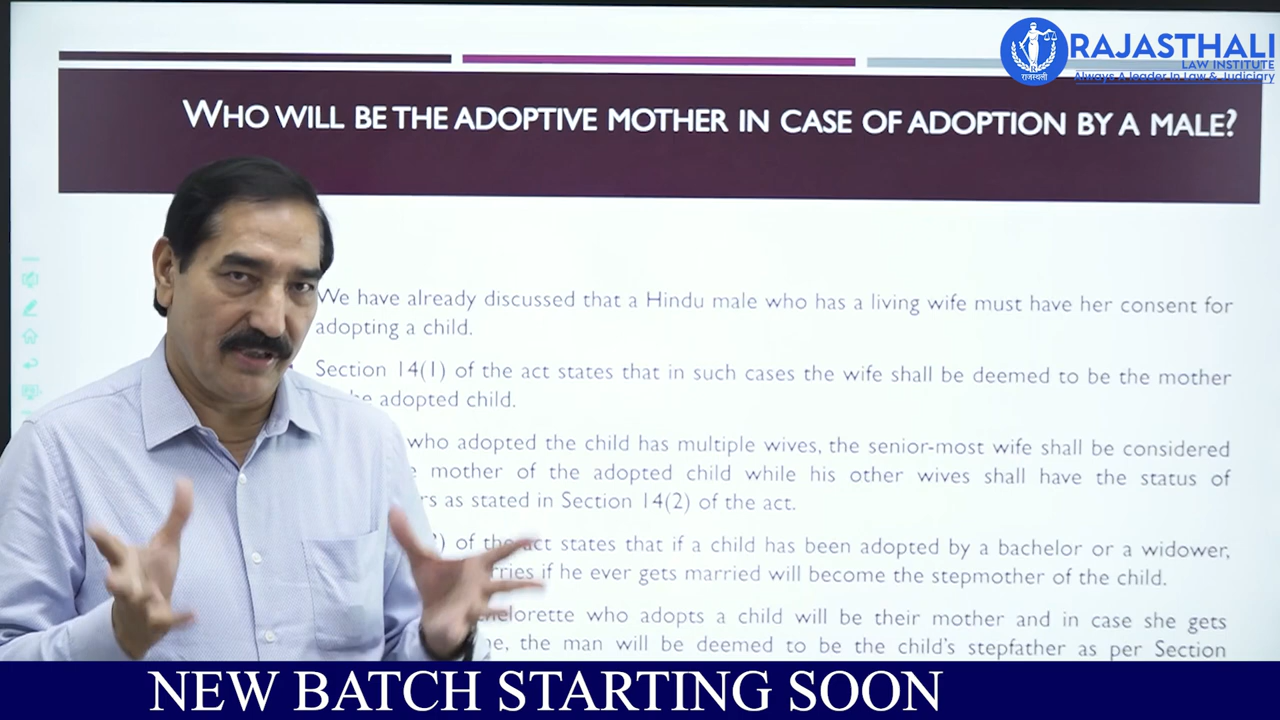 RAJASTHALI
LAW INSTITUTE
Always A leader In Law & Judiciary
राजस्थली
WHO WILL BE THE ADOPTIVE MOTHER IN CASE OF ADOPTION BY A MALE?
We have already discussed that a Hindu male who has a living wife must have her consent for
adopting a child.
Section 14(1) of the act states that in such cases the wife shall be deemed to be the mother
adopted child.
who adopted the child has multiple wives, the senior-most wife shall be considered
mother of the adopted child while his other wives shall have the status of
as stated in Section 14(2) of the act.
of the act states that if a child has been adopted by a bachelor or a widower,
if he ever gets married will become the stepmother of the child.
who adopts a child will be their mother and in case she gets
the man will be deemed to be the child's stepfather as per Section
NEW BATCH STARTING SOON